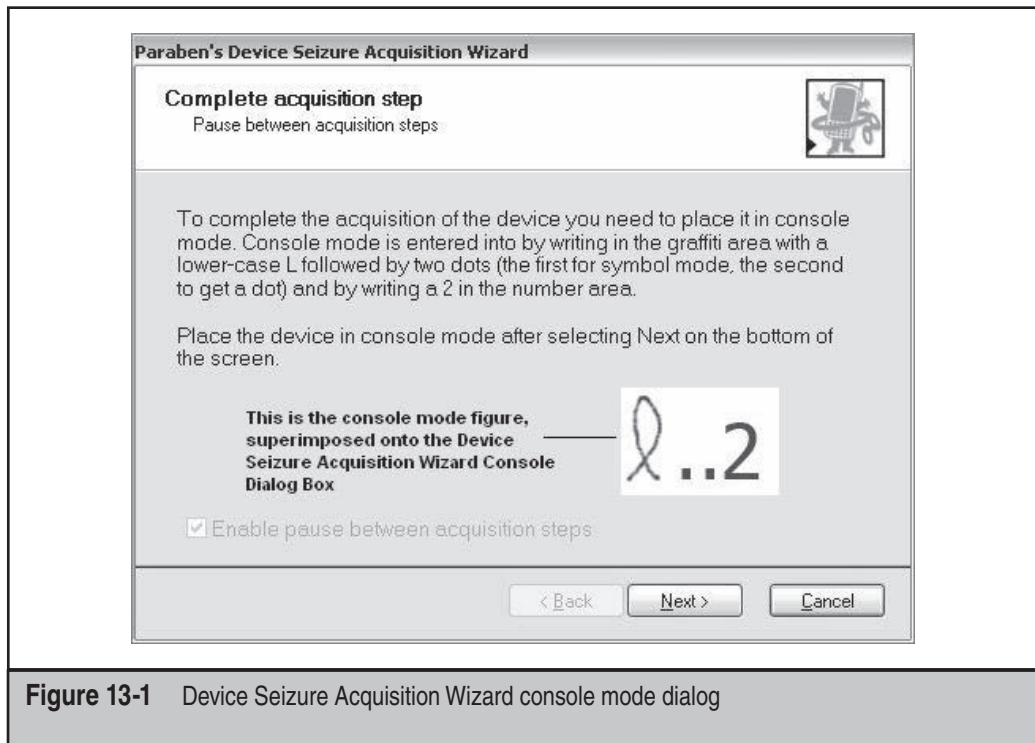 Paraben's Device Seizure Acquisition Wizard
Complete acquisition step
Pause between acquisition steps
To complete the acquisition of the device you need to place it in console
mode. Console mode is entered into by writing in the graffiti area with a
lower-case L followed by two dots (the first for symbol mode, the second
to get a dot) and by writing a 2 in the number area.
Place the device in console mode after selecting Next on the bottom of
the screen.
This is the console mode figure,
superimposed onto the Device
Seizure Acquisition Wizard Console
Dialog Box
l..2
Enable pause between acquisition steps
< Back
Next >
Cancel
Figure 13-1 Device Seizure Acquisition Wizard console mode dialog